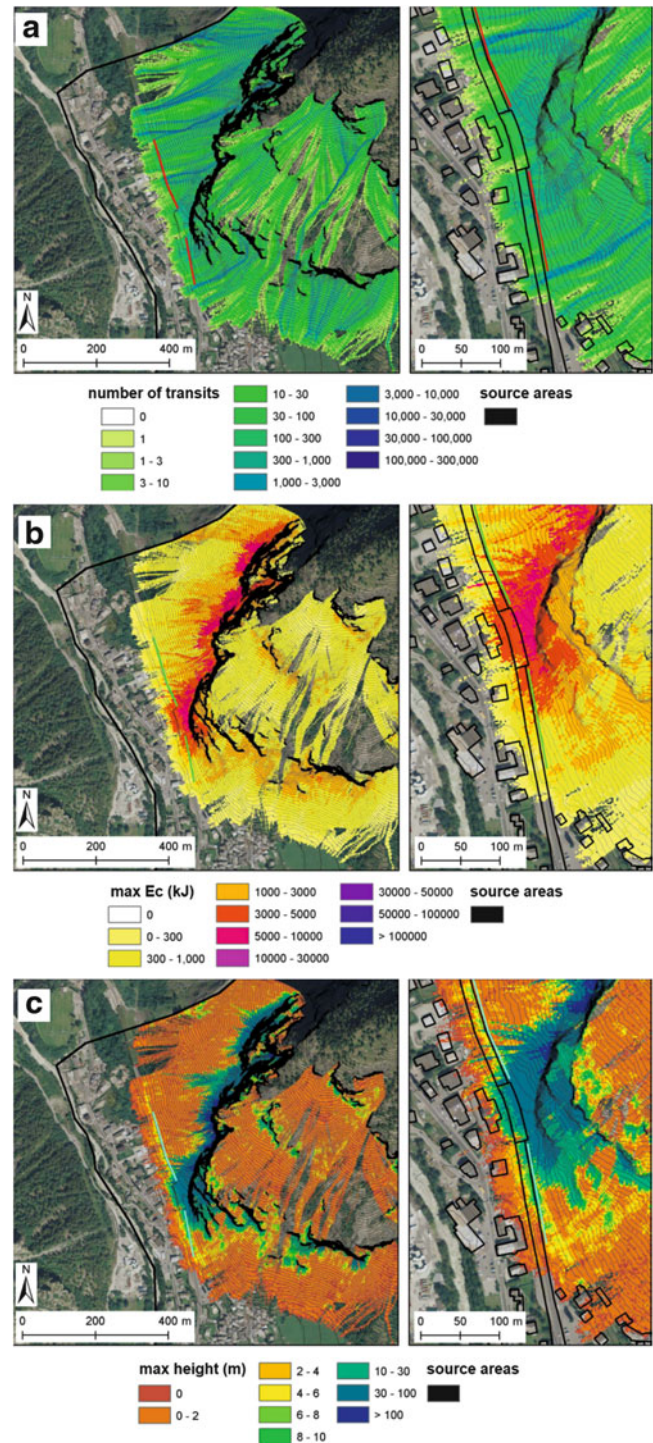 a
N
0 200 400 m
0 50 100 m
number of transits
0
1
1 - 3
3 - 10
10 - 30
30 - 100
100 - 300
300 - 1,000
1,000 - 3,000
3,000 - 10,000
10,000 - 30,000
30,000 - 100,000
100,000 - 300,000
source areas
b
N
0 200 400 m
0 50 100 m
max Ec (kJ)
0
0 - 300
300 - 1,000
1000 - 3000
3000 - 5000
5000 - 10000
10000 - 30000
30000 - 50000
50000 - 100000
> 100000
source areas
c
N
0 200 400 m
0 50 100 m
max height (m)
0
0 - 2
2 - 4
4 - 6
6 - 8
8 - 10
10 - 30
30 - 100
> 100
source areas